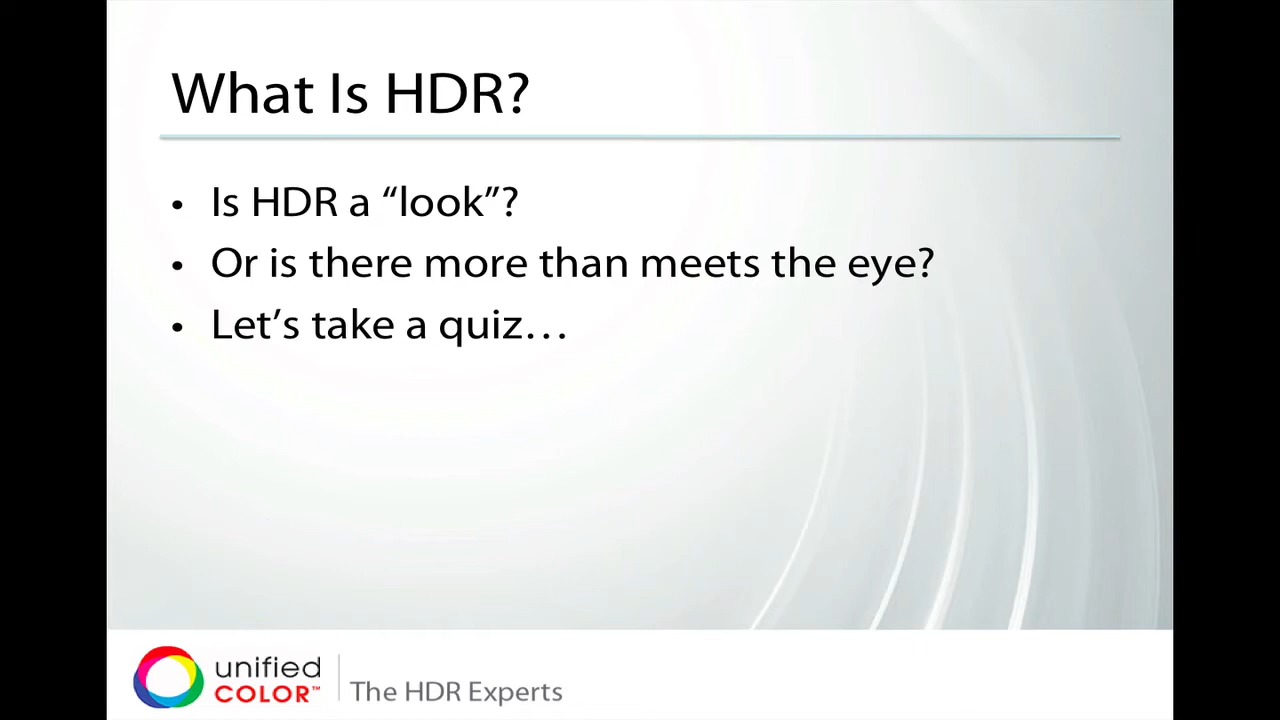 What Is HDR?
• Is HDR a “look”?
• Or is there more than meets the eye?
• Let’s take a quiz…
unified
COLOR™
The HDR Experts